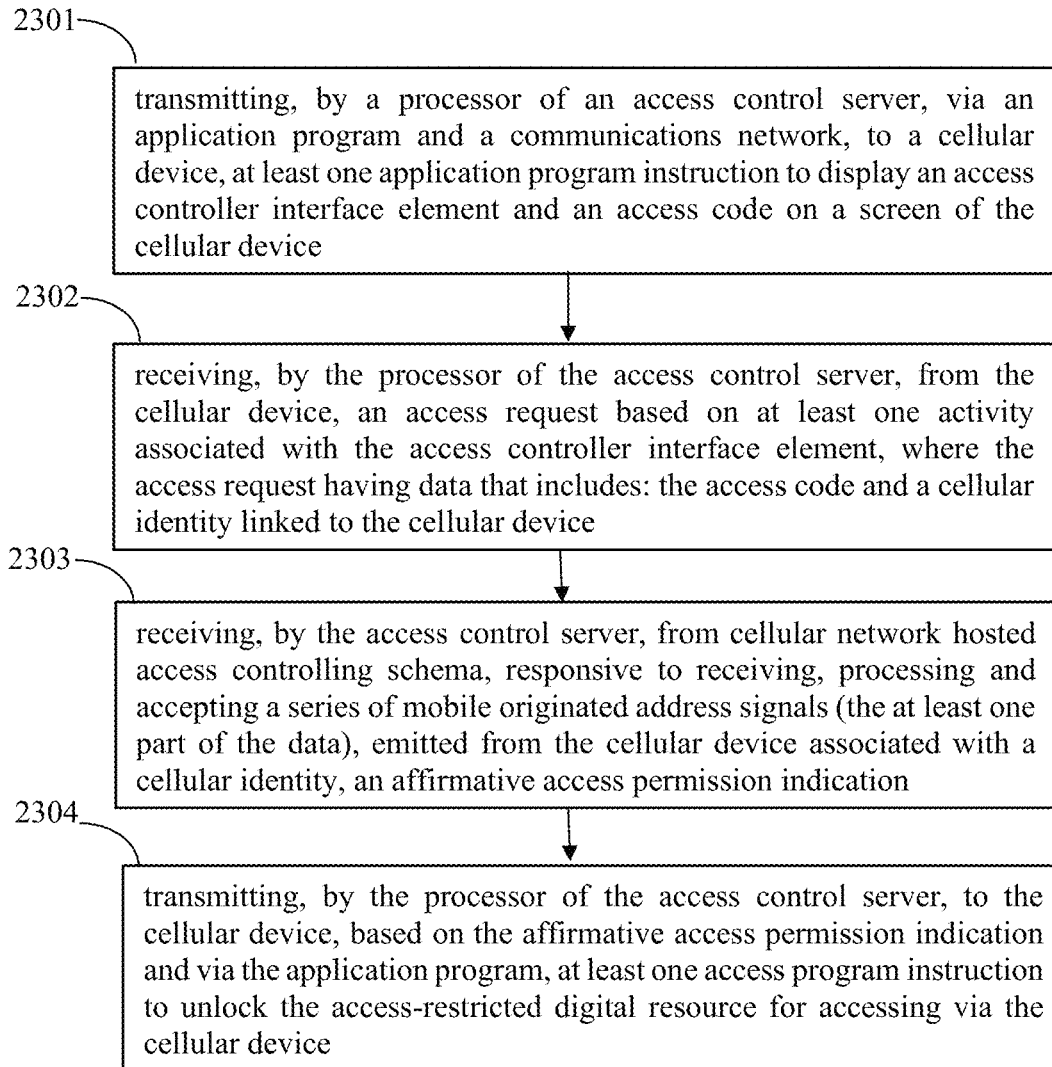 2301
transmitting, by a processor of an access control server, via an
application program and a communications network, to a cellular
device, at least one application program instruction to display an access
controller interface element and an access code on a screen of the
cellular device
2302
receiving, by the processor of the access control server, from the
cellular device, an access request based on at least one activity
associated with the access controller interface element, where the
access request having data that includes: the access code and a cellular
identity linked to the cellular device
2303
receiving, by the access control server, from cellular network hosted
access controlling schema, responsive to receiving, processing and
accepting a series of mobile originated address signals (the at least one
part of the data), emitted from the cellular device associated with a
cellular identity, an affirmative access permission indication
2304
transmitting, by the processor of the access control server, to the
cellular device, based on the affirmative access permission indication
and via the application program, at least one access program instruction
to unlock the access-restricted digital resource for accessing via the
cellular device